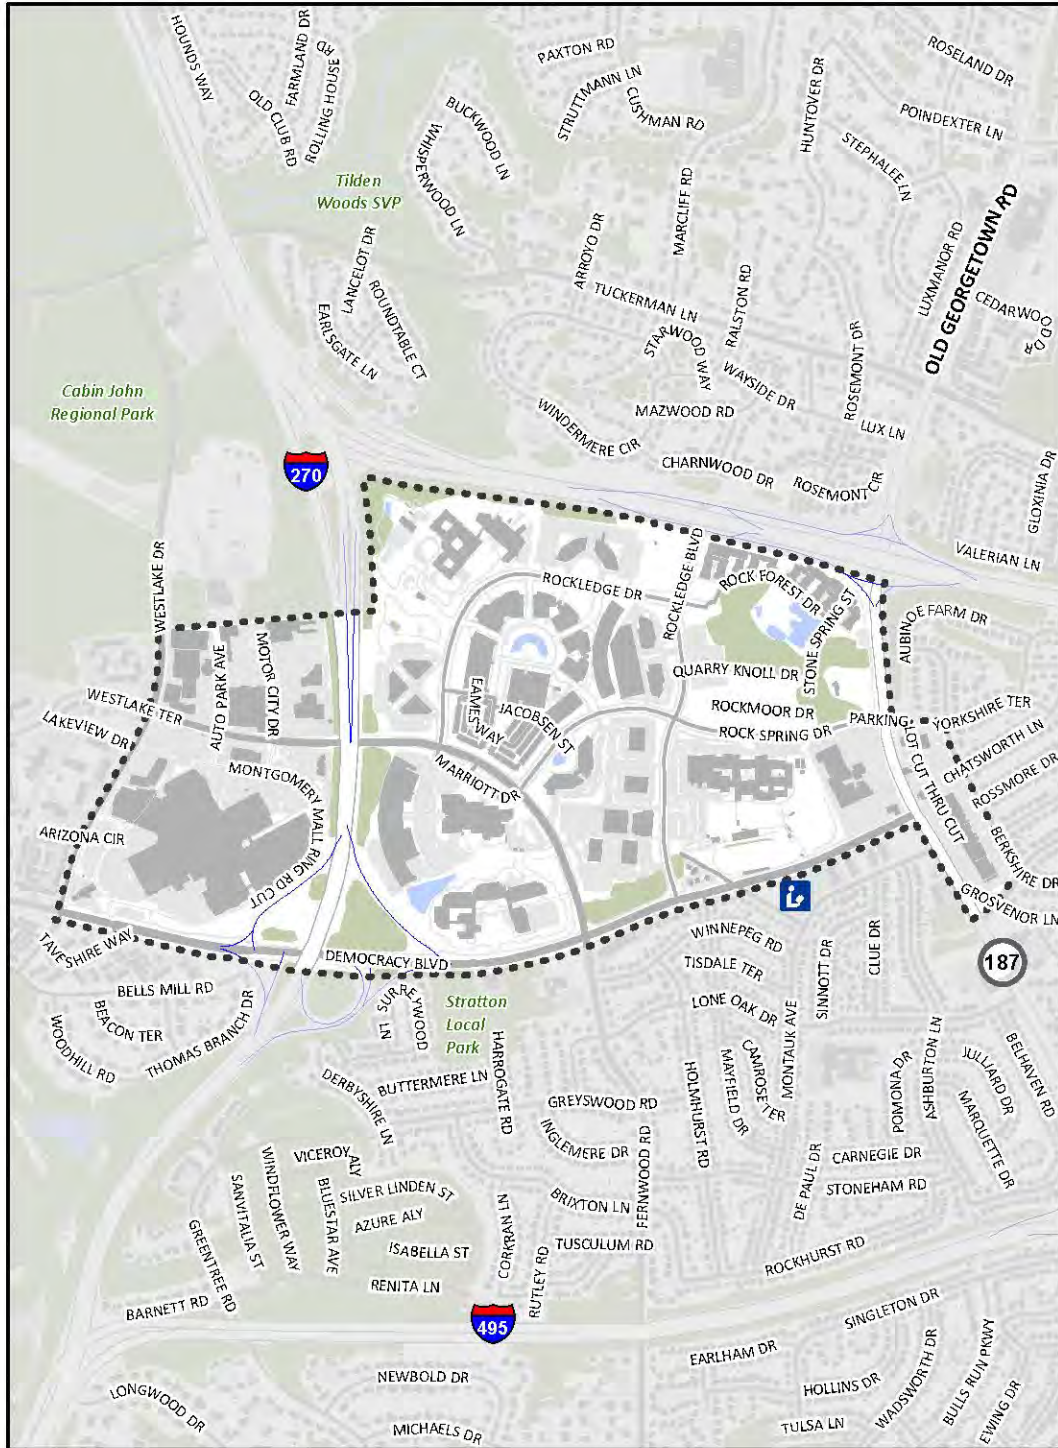 HOUNDS WAY
FARMLAND DR
OLD CLUB RD
ROLLING HOUSE RD
PAXTON RD
STRUTTMANN LN
CUSHMAN RD
BUCKWOOD LN
WHISPERWOOD LN
HUNTOVER DR
ROSELAND DR
POINDEXTER LN
STEPHALEE LN
Tilden
Woods SVP
LANCELOT DR
ROUNDTABLE CT
EARLSGATE LN
ARROYO DR
MARCLIFF RD
TUCKERMAN LN
RALSTON RD
STARWOOD WAY
WAYSIDE DR
LUXMANOR RD
OLD GEORGETOWN RD
CEDARWOOD DR
ROSEMONT DR
Cabin John
Regional Park
WINDERMERE CIR
MAZWOOD RD
LUX LN
CHARNWOOD DR
ROSEMONT CIR
GLOXINIA DR
270
VALERIAN LN
WESTLAKE DR
ROCKLEDGE DR
ROCKLEDGE BLVD
ROCK FOREST DR
STONE SPRING ST
AUBINOE FARM DR
AUTO PARK AVE
MOTOR CITY DR
QUARRY KNOLL DR
WESTLAKE TER
LAKEVIEW DR
EAMES WAY
JACOBSEN ST
ROCKMOOR DR
ROCK SPRING DR
PARKING LOT CUT THRU CUT
YORKSHIRE TER
CHATSWORTH LN
ROSSMORE DR
MARRIOTT DR
MONTGOMERY MALL RING RD CUT
ARIZONA CIR
BERKSHIRE DR
GROSVENOR LN
TAVESHIRE WAY
DEMOCRACY BLVD
WINNEPEG RD
CLUE DR
187
BELLS MILL RD
BEACON TER
WOODHILL RD
THOMAS BRANCH DR
SURREYWOOD LN
Stratton
Local
Park
TISDALE TER
LONE OAK DR
SINNOTT DR
MONTAUK AVE
CAMROSE TER
MAYFIELD DR
HOLMHURST RD
HARROGATE RD
BUTTERMERE LN
DERBYSHIRE LN
GREYSWOOD RD
INGLEMERE DR
FERNWOOD RD
POMONA DR
ASHBURTON LN
JULLIARD DR
BELHAVEN RD
MARQUETTE DR
CARNEGIE DR
STONEHAM RD
DE PAUL DR
VICEROY ALY
SILVER LINDEN ST
AZURE ALY
BLUESTAR AVE
WINDFLOWER WAY
SANVITALIA ST
GREENTREE RD
ISABELLA ST
RENITA LN
CORKRAN LN
BRIXTON LN
TUSCULUM RD
RUTLEY RD
ROCKHURST RD
BARNETT RD
495
SINGLETON DR
EARLHAM DR
NEWBOLD DR
LONGWOOD DR
MICHAELS DR
HOLLINS DR
TULSA LN
WADSWORTH DR
BULLS RUN PKWY
EWING DR